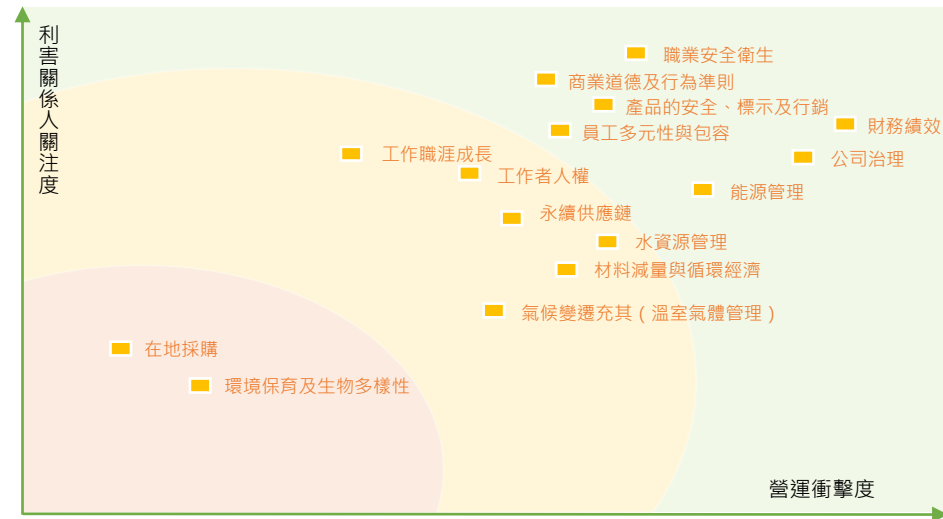 利害關係人關注度
職業安全衛生
商業道德及行為準則
產品的安全、標示及行銷
財務績效
員工多元性與包容
工作職涯成長
公司治理
工作者人權
能源管理
永續供應鏈
水資源管理
材料減量與循環經濟
氣候變遷充其(溫室氣體管理)
在地採購
環境保育及生物多樣性
營運衝擊度